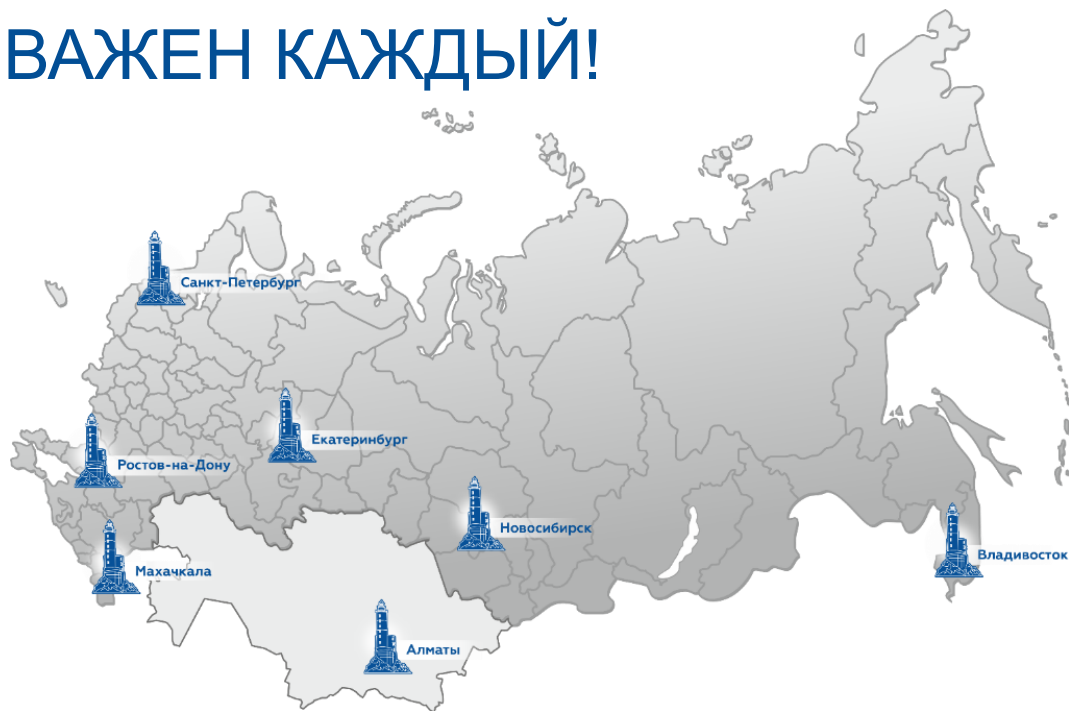 ВАЖЕН КАЖДЫЙ!
Санкт-Петербург
Екатеринбург
Ростов-на-Дону
Новосибирск
Владивосток
Махачкала
Алматы